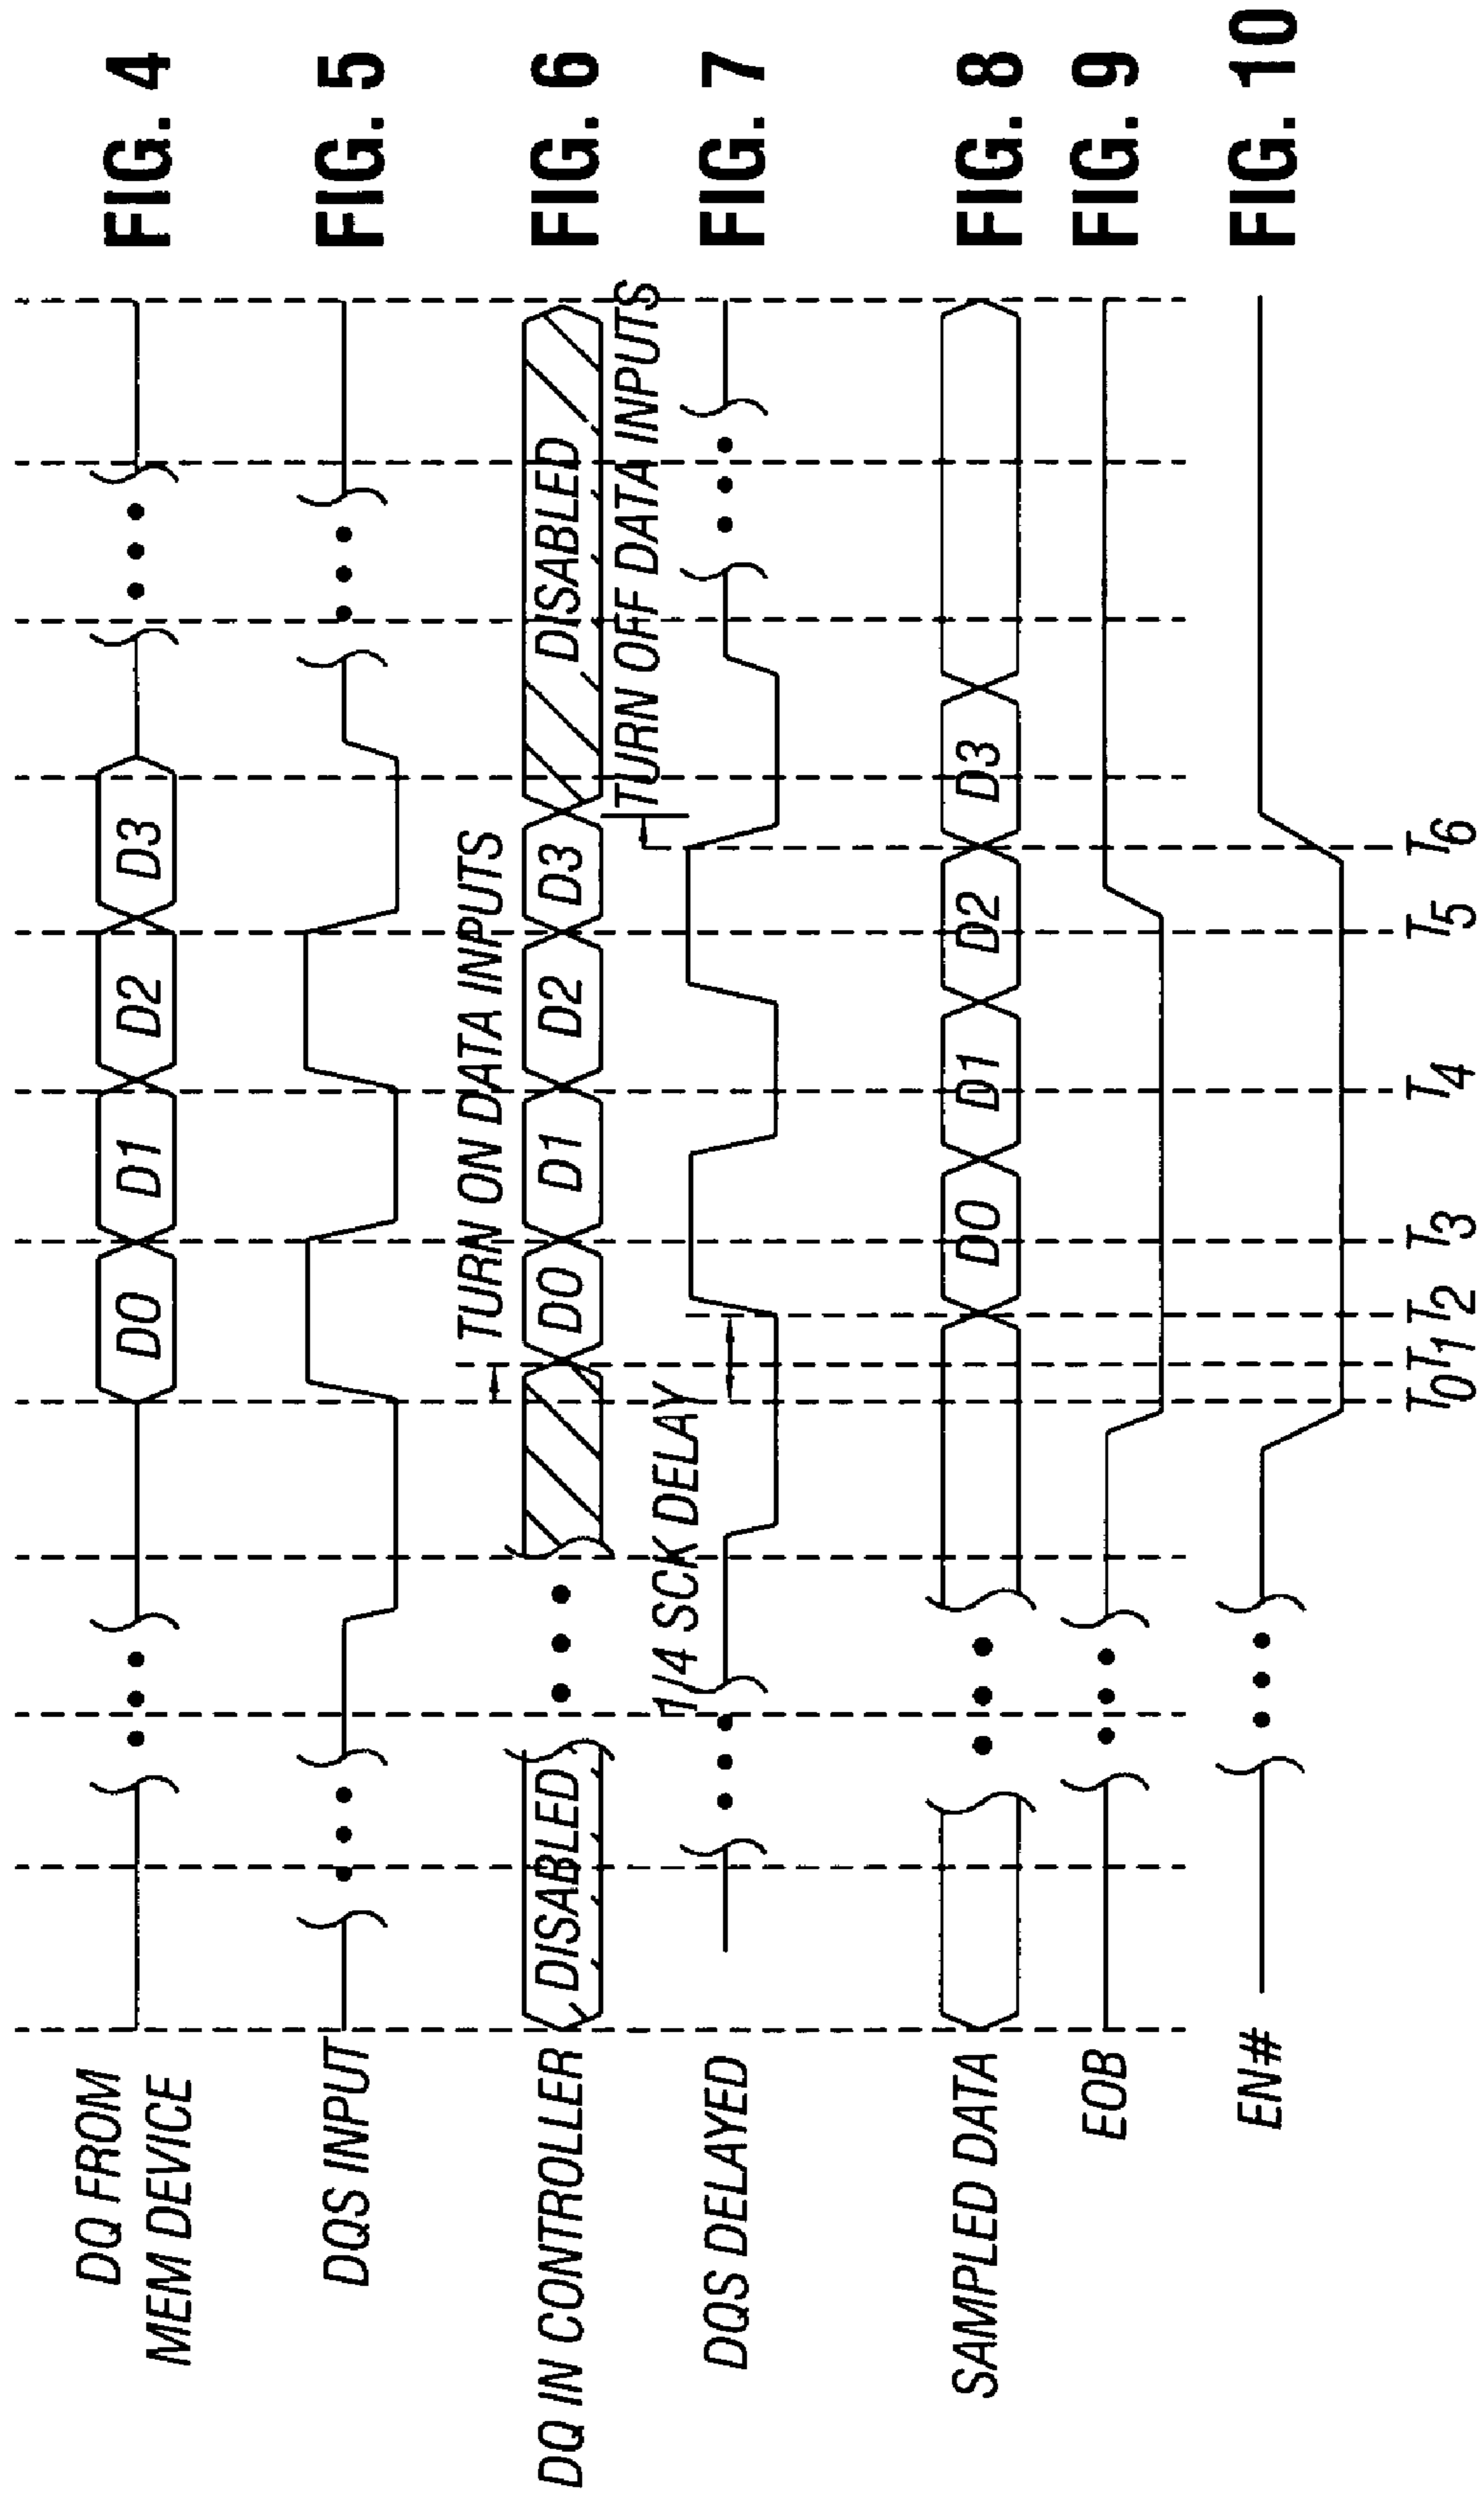 DQ FROM
MEM DEVICE
D0 D1 D2 D3
FIG. 4
DQS INPUT
FIG. 5
TURN ON DATA INPUTS
DQ IN CONTROLLER
DISABLED D0 D1 D2 D3 DISABLED
FIG. 6
1/4 SCK DELAY
TURN OFF DATA INPUTS
DQS DELAYED
FIG. 7
SAMPLED DATA
D0 D1 D2 D3
FIG. 8
EOB
FIG. 9
EN#
FIG. 10
T0 T1 T2 T3 T4 T5 T6